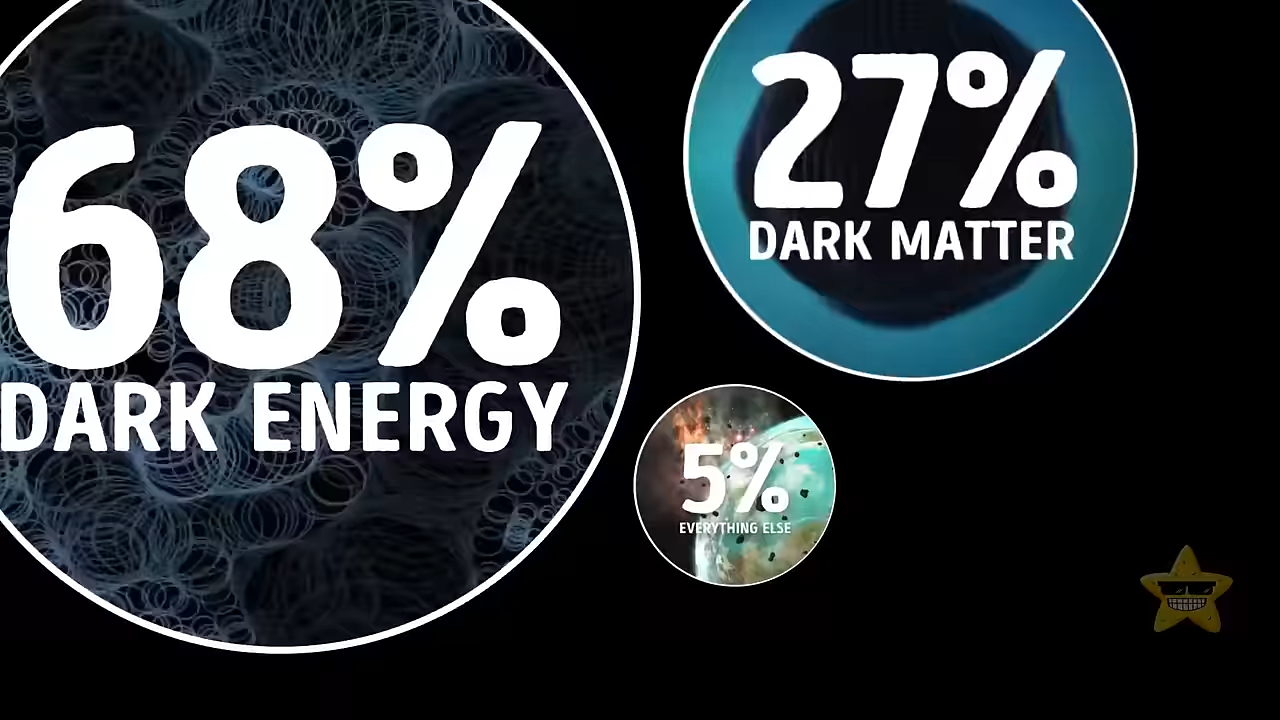 68%
DARK ENERGY
27%
DARK MATTER
5%
EVERYTHING ELSE